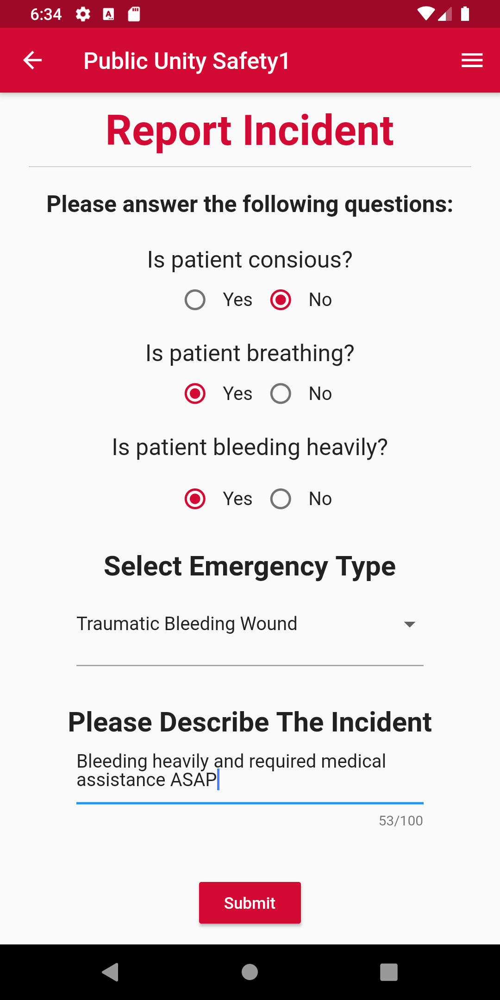 6:34
Public Unity Safety1
Report Incident
Please answer the following questions:
Is patient consious?
Yes No
Is patient breathing?
Yes No
Is patient bleeding heavily?
Yes No
Select Emergency Type
Traumatic Bleeding Wound
Please Describe The Incident
Bleeding heavily and required medical
assistance ASAP
53/100
Submit